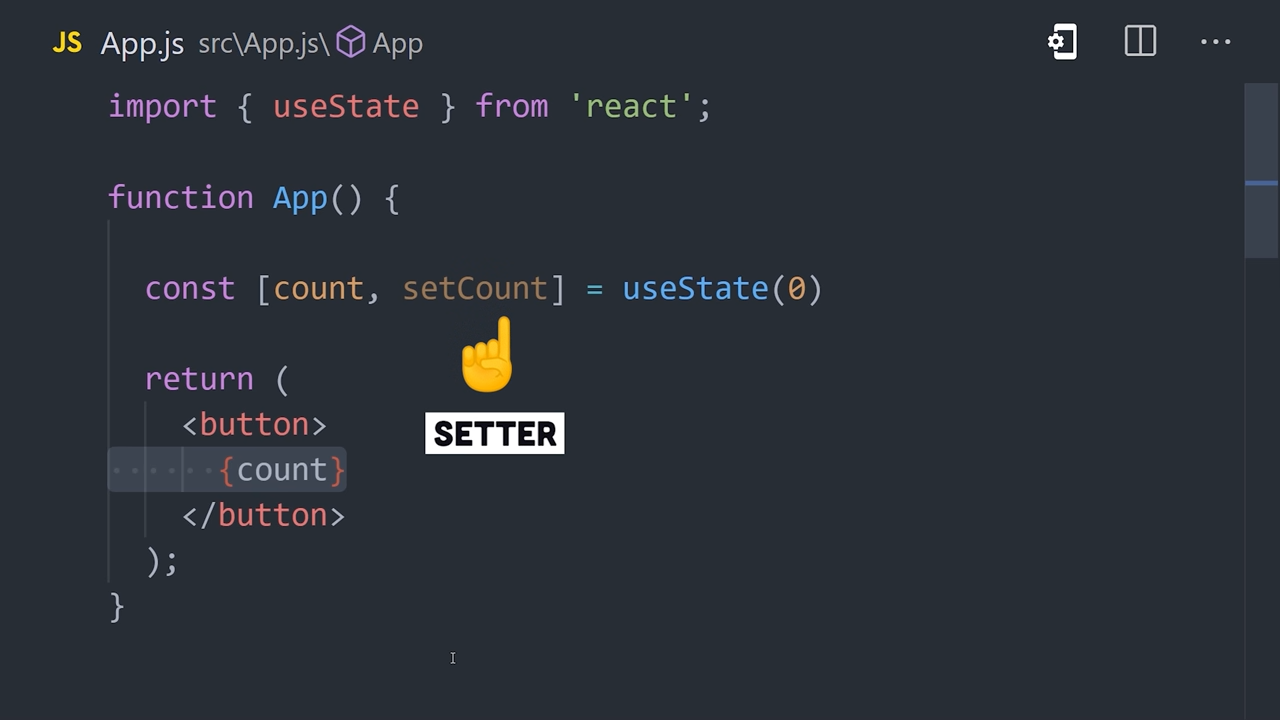 JS App.js src\App.js\ App
import { useState } from 'react';
function App() {
const [count, setCount] = useState(0)
return (
<button>
SETTER
{count}
</button>
);
}